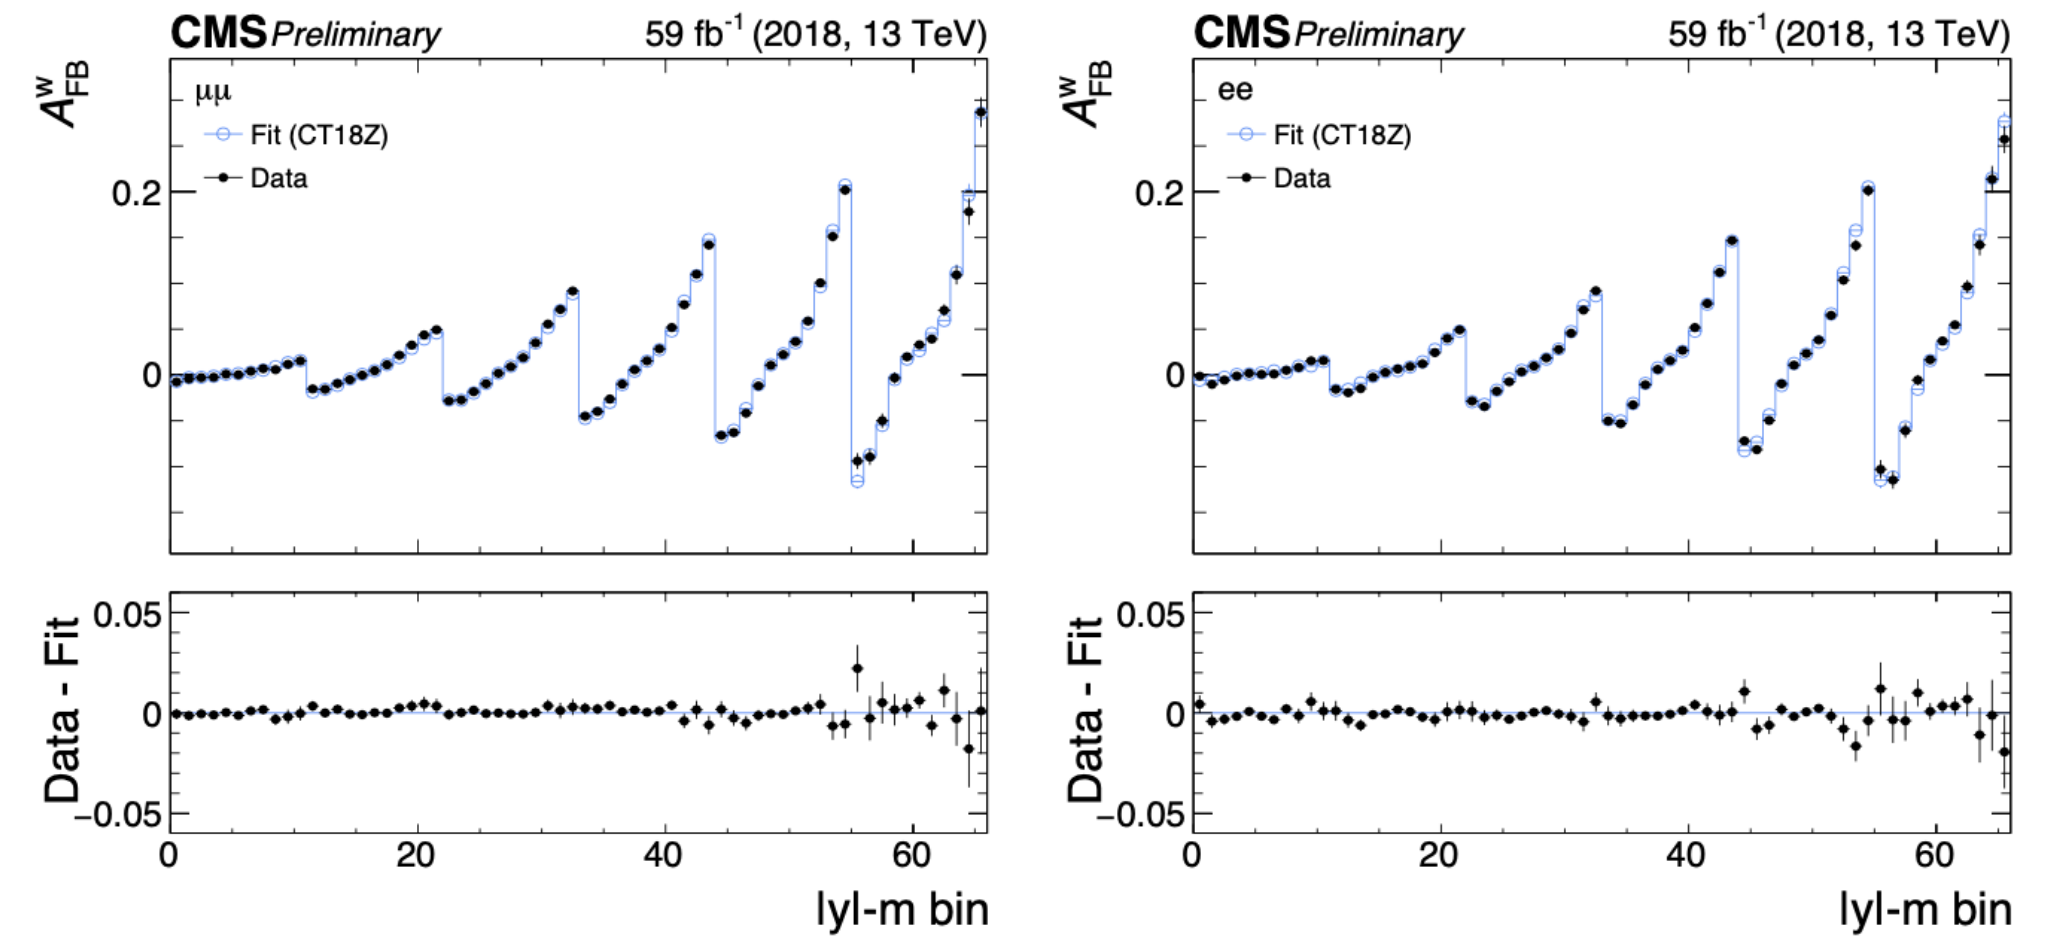 CMS Preliminary 59 fb⁻¹ (2018, 13 TeV)
A^w_FB
μμ
Fit (CT18Z)
Data
0.2
0
0.05
0
−0.05
Data - Fit
0 20 40 60
lyl-m bin
CMS Preliminary 59 fb⁻¹ (2018, 13 TeV)
A^w_FB
ee
Fit (CT18Z)
Data
0.2
0
0.05
0
−0.05
Data - Fit
0 20 40 60
lyl-m bin